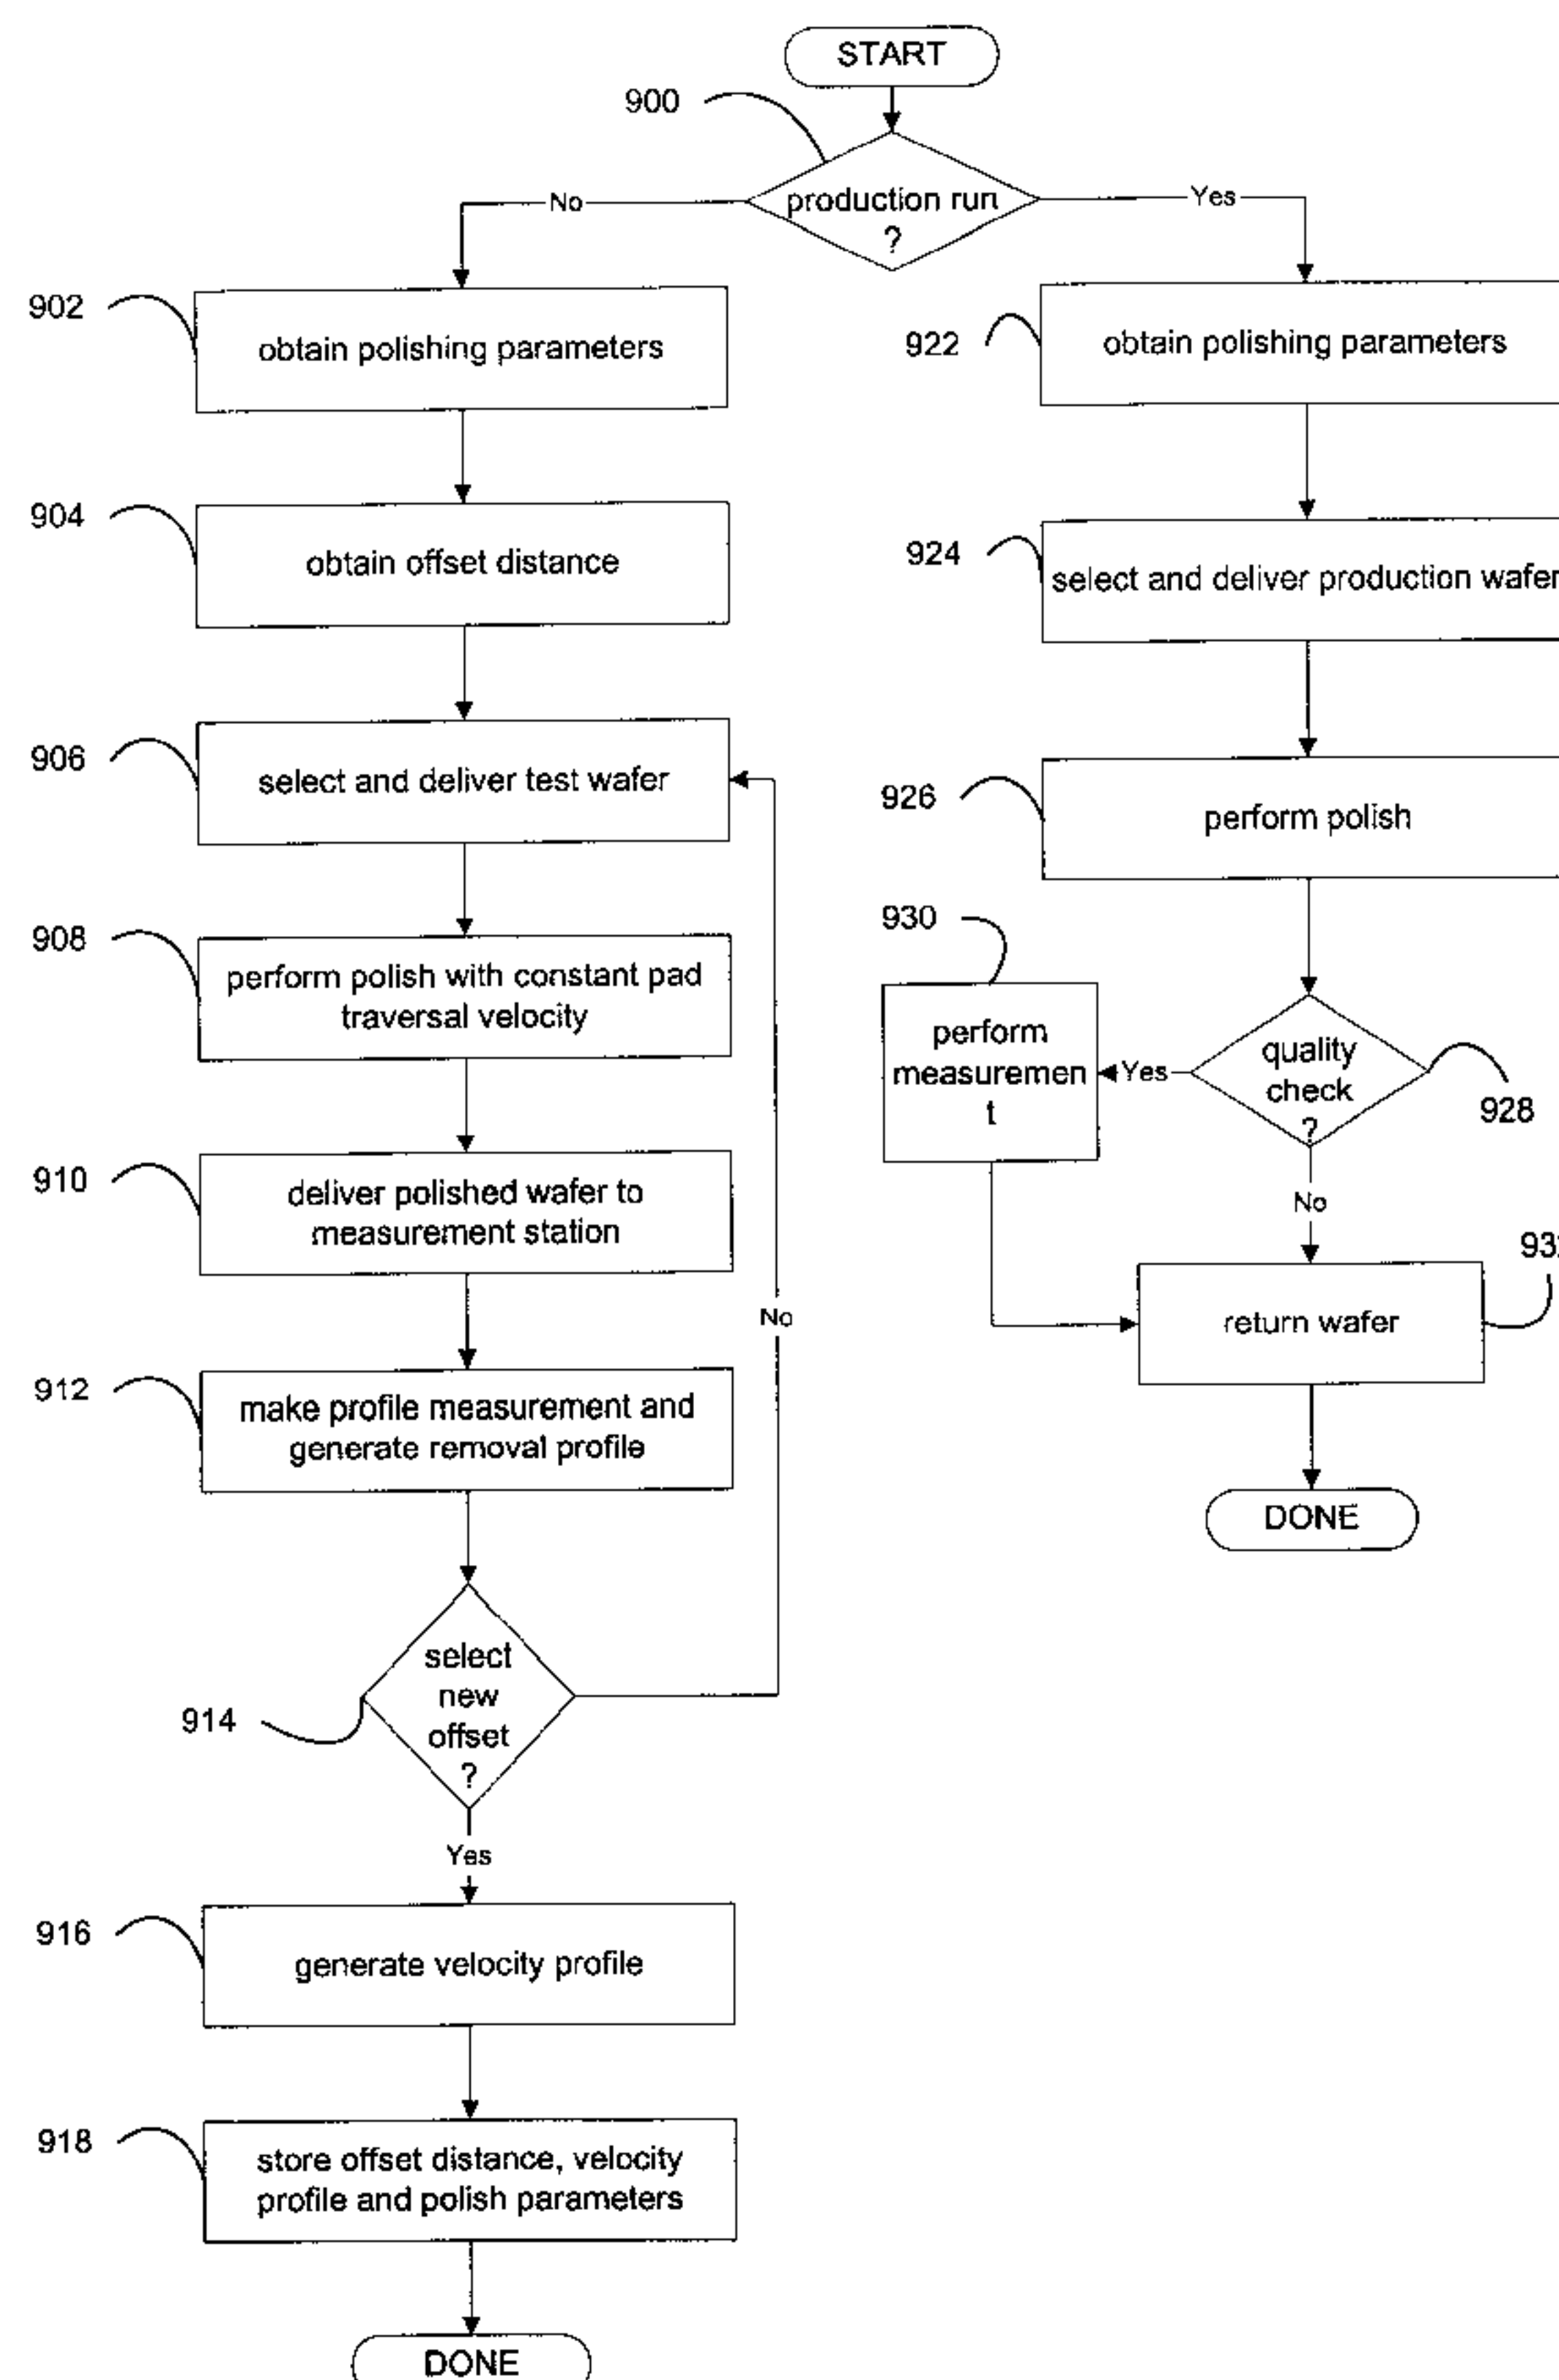 START
900
production run
?
No
Yes
902
obtain polishing parameters
904
obtain offset distance
906
select and deliver test wafer
908
perform polish with constant pad
traversal velocity
910
deliver polished wafer to
measurement station
912
make profile measurement and
generate removal profile
914
select
new
offset
?
No
Yes
916
generate velocity profile
918
store offset distance, velocity
profile and polish parameters
DONE
922
obtain polishing parameters
924
select and deliver production wafer
926
perform polish
928
quality
check
?
Yes
No
930
perform
measuremen
t
return wafer
DONE